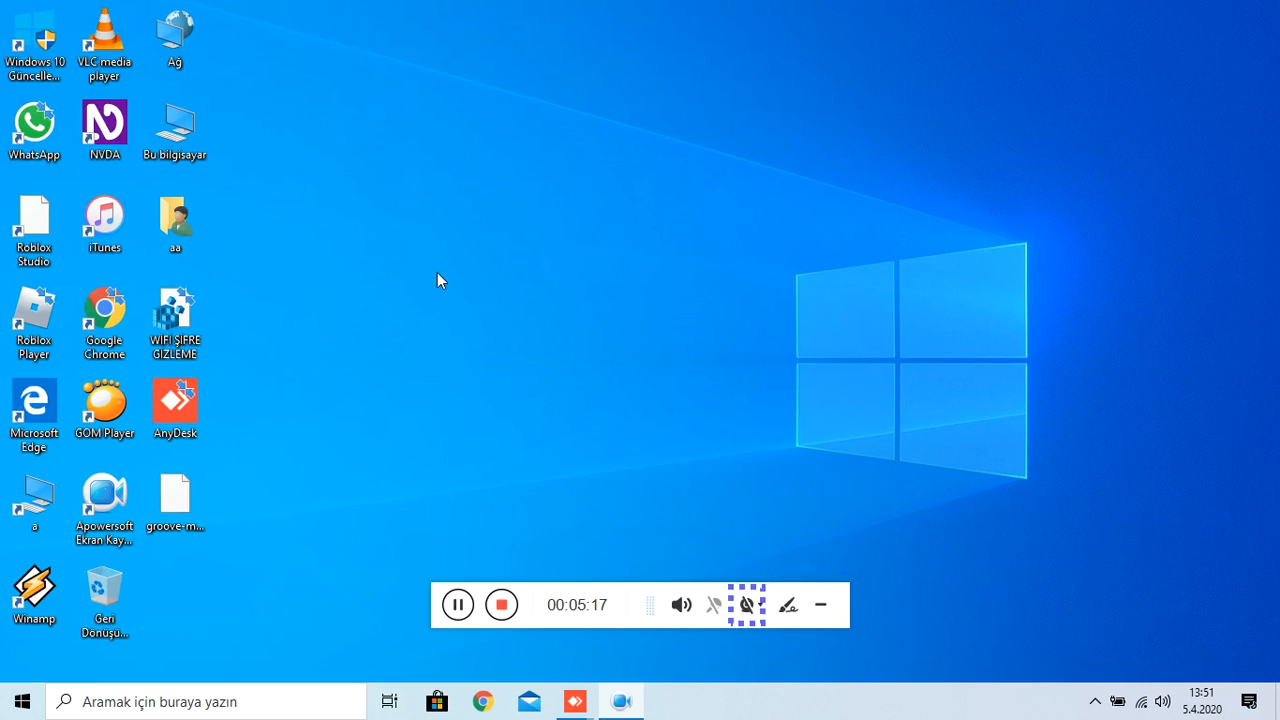 Windows 10
Güncelle...
VLC media
player
Ağ
WhatsApp
NVDA
Bu bilgisayar
Roblox
Studio
iTunes
aa
Roblox
Player
Google
Chrome
WIFI ŞİFRE
GİZLEME
Microsoft
Edge
GOM Player
AnyDesk
a
Apowersoft
Ekran Kay...
groove-m...
Winamp
Geri
Dönüşü...
00:05:17
Aramak için buraya yazın
13:51
5.4.2020